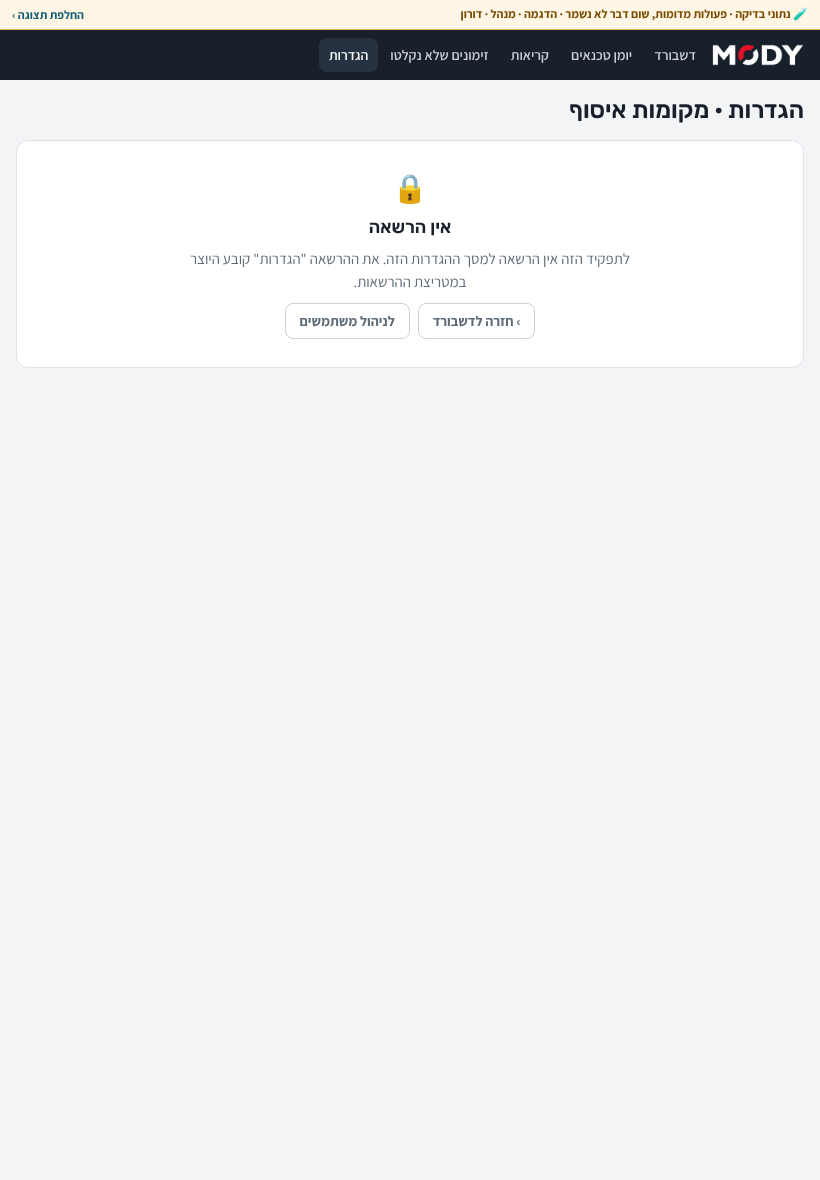 🧪 נתוני בדיקה · פעולות מדומות, שום דבר לא נשמר · הדגמה · מנהל · דורון
החלפת תצוגה ›
MODY
דשבורד
יומן טכנאים
קריאות
זימונים שלא נקלטו
הגדרות
הגדרות · מקומות איסוף
🔒
אין הרשאה
לתפקיד הזה אין הרשאה למסך ההגדרות הזה. את ההרשאה "הגדרות" קובע היוצר
במטריצת ההרשאות.
› חזרה לדשבורד
לניהול משתמשים